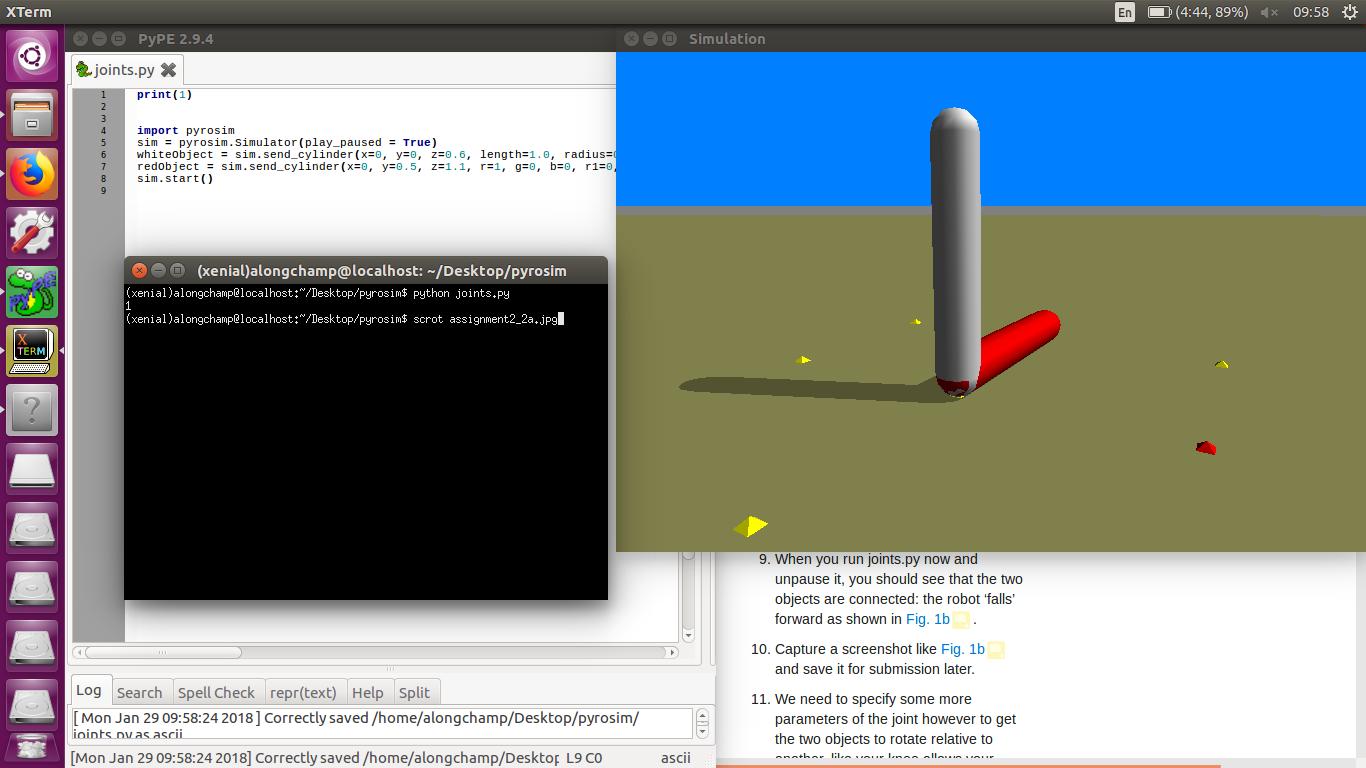 XTerm
En (4:44, 89%) 09:58
PyPE 2.9.4
Simulation
joints.py
1 print(1)
2
3
4 import pyrosim
5 sim = pyrosim.Simulator(play_paused = True)
6 whiteObject = sim.send_cylinder(x=0, y=0, z=0.6, length=1.0, radius=
7 redObject = sim.send_cylinder(x=0, y=0.5, z=1.1, r=1, g=0, b=0, r1=0,
8 sim.start()
9
(xenial)alongchamp@localhost: ~/Desktop/pyrosim
(xenial)alongchamp@localhost:~/Desktop/pyrosim$ python joints.py
1
(xenial)alongchamp@localhost:~/Desktop/pyrosim$ scrot assignment2_2a.jpg
X
TERM
?
9. When you run joints.py now and
unpause it, you should see that the two
objects are connected: the robot ‘falls’
forward as shown in Fig. 1b .
10. Capture a screenshot like Fig. 1b
and save it for submission later.
11. We need to specify some more
parameters of the joint however to get
the two objects to rotate relative to
another, like your knee allows your
Log Search Spell Check repr(text) Help Split
[ Mon Jan 29 09:58:24 2018 ] Correctly saved /home/alongchamp/Desktop/pyrosim/
joints.py as ascii
[Mon Jan 29 09:58:24 2018] Correctly saved /home/alongchamp/Desktop L9 C0 ascii